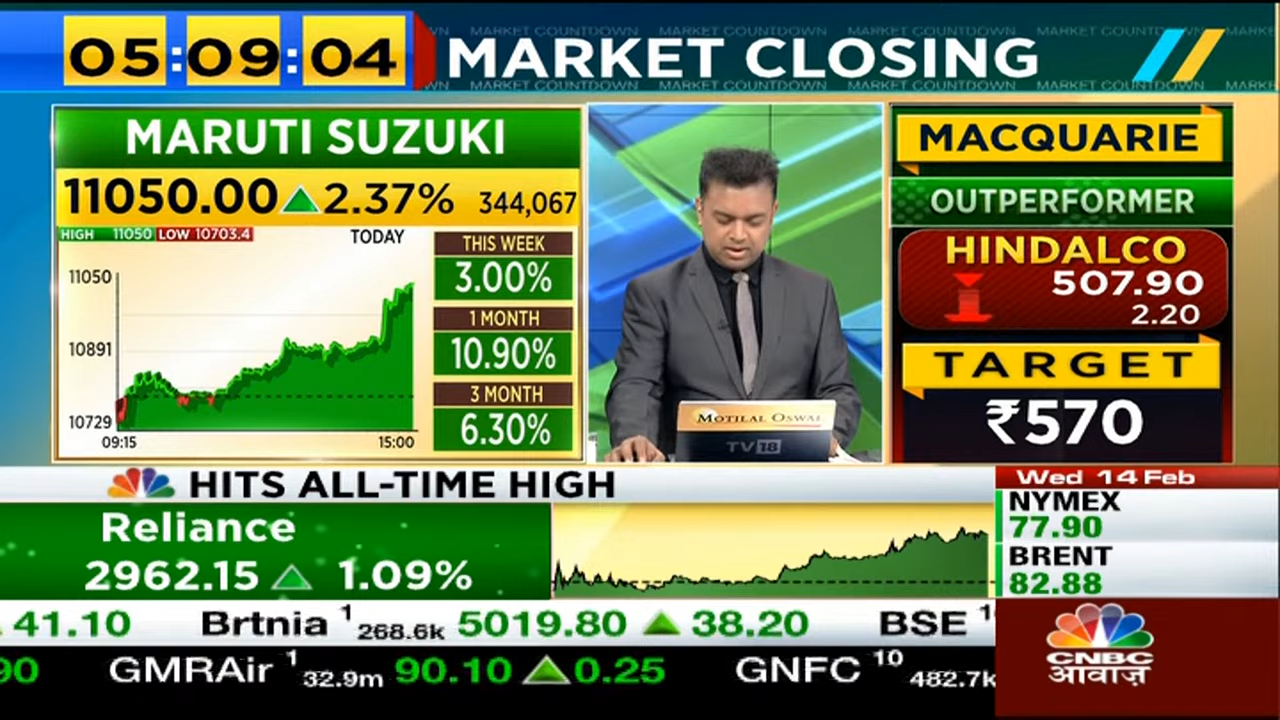 05:09:04
MARKET CLOSING
MARUTI SUZUKI
11050.00 2.37% 344,067
HIGH 11050 LOW 10703.4 TODAY
11050
10891
10729
09:15 15:00
THIS WEEK
3.00%
1 MONTH
10.90%
3 MONTH
6.30%
MOTILAL OSWAL
TV18
MACQUARIE
OUTPERFORMER
HINDALCO
507.90
2.20
TARGET
₹570
HITS ALL-TIME HIGH
Reliance
2962.15 1.09%
Wed 14 Feb
NYMEX
77.90
BRENT
82.88
41.10 Brtnia 1 268.6k 5019.80 38.20 BSE
90 GMRAir 1 32.9m 90.10 0.25 GNFC 10 482.7k
CNBC
आवाज़